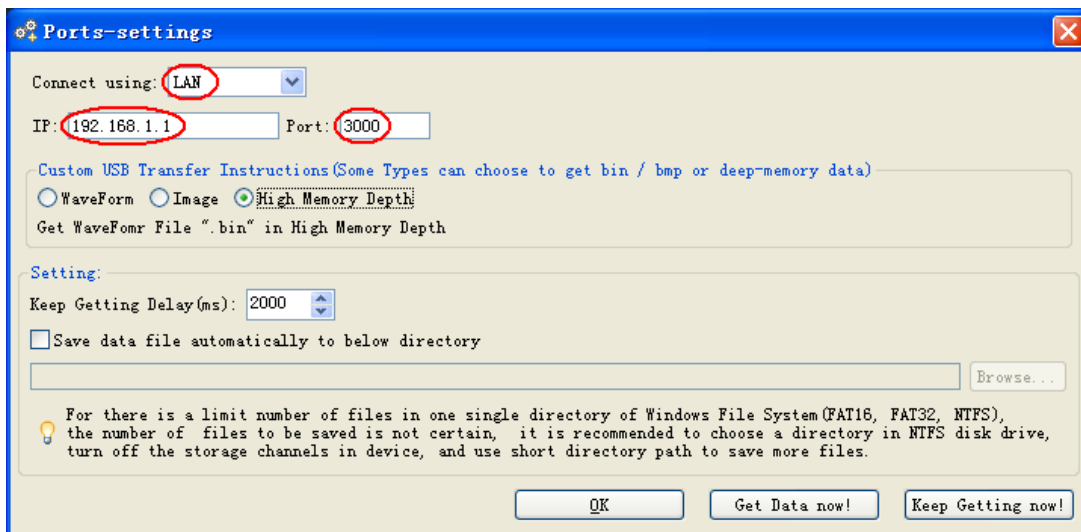 Ports-settings
Connect using: LAN
IP: 192.168.1.1 Port: 3000
Custom USB Transfer Instructions(Some Types can choose to get bin / bmp or deep-memory data)
WaveForm Image High Memory Depth
Get WaveFomr File ".bin" in High Memory Depth
Setting:
Keep Getting Delay(ms): 2000
Save data file automatically to below directory
Browse...
For there is a limit number of files in one single directory of Windows File System(FAT16, FAT32, NTFS),
the number of files to be saved is not certain, it is recommended to choose a directory in NTFS disk drive,
turn off the storage channels in device, and use short directory path to save more files.
OK Get Data now! Keep Getting now!